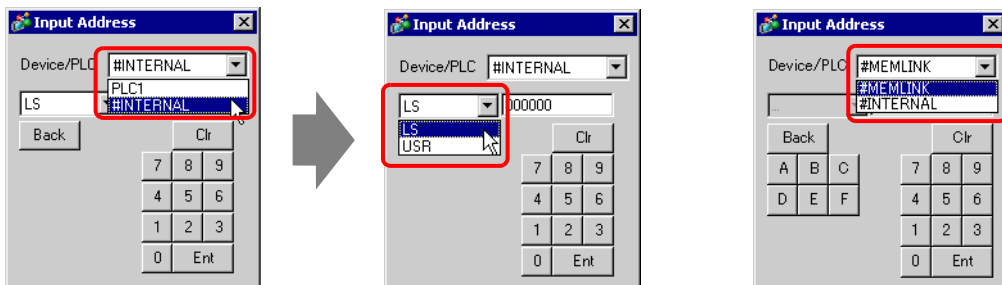 Input Address
Device/PLC #INTERNAL
PLC1
LS #INTERNAL
Back Clr
7 8 9
4 5 6
1 2 3
0 Ent
Input Address
Device/PLC #INTERNAL
LS 000000
LS
USR
Clr
7 8 9
4 5 6
1 2 3
0 Ent
Input Address
Device/PLC #MEMLINK
#MEMLINK
... #INTERNAL
Back Clr
A B C 7 8 9
D E F 4 5 6
1 2 3
0 Ent